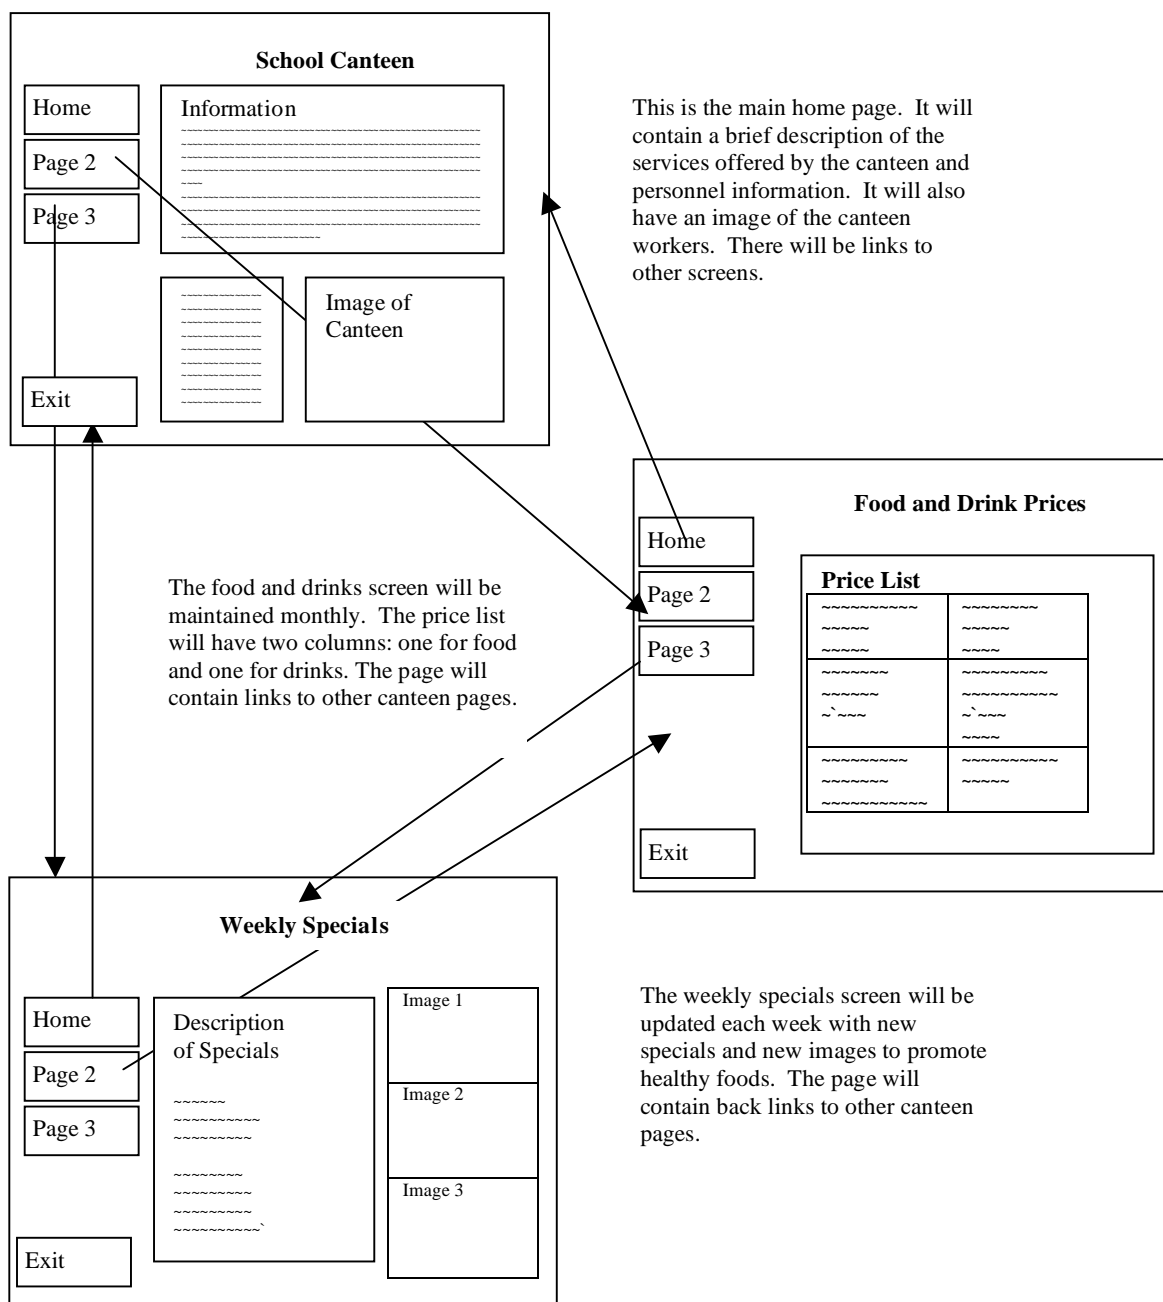 School Canteen
Home
Page 2
Page 3
Exit
Information
Image of
Canteen
This is the main home page.  It will
contain a brief description of the
services offered by the canteen and
personnel information.  It will also
have an image of the canteen
workers.  There will be links to
other screens.
Food and Drink Prices
Home
Page 2
Page 3
Exit
Price List
The food and drinks screen will be
maintained monthly.  The price list
will have two columns: one for food
and one for drinks. The page will
contain links to other canteen pages.
Weekly Specials
Home
Page 2
Page 3
Exit
Description
of Specials
Image 1
Image 2
Image 3
The weekly specials screen will be
updated each week with new
specials and new images to promote
healthy foods.  The page will
contain back links to other canteen
pages.